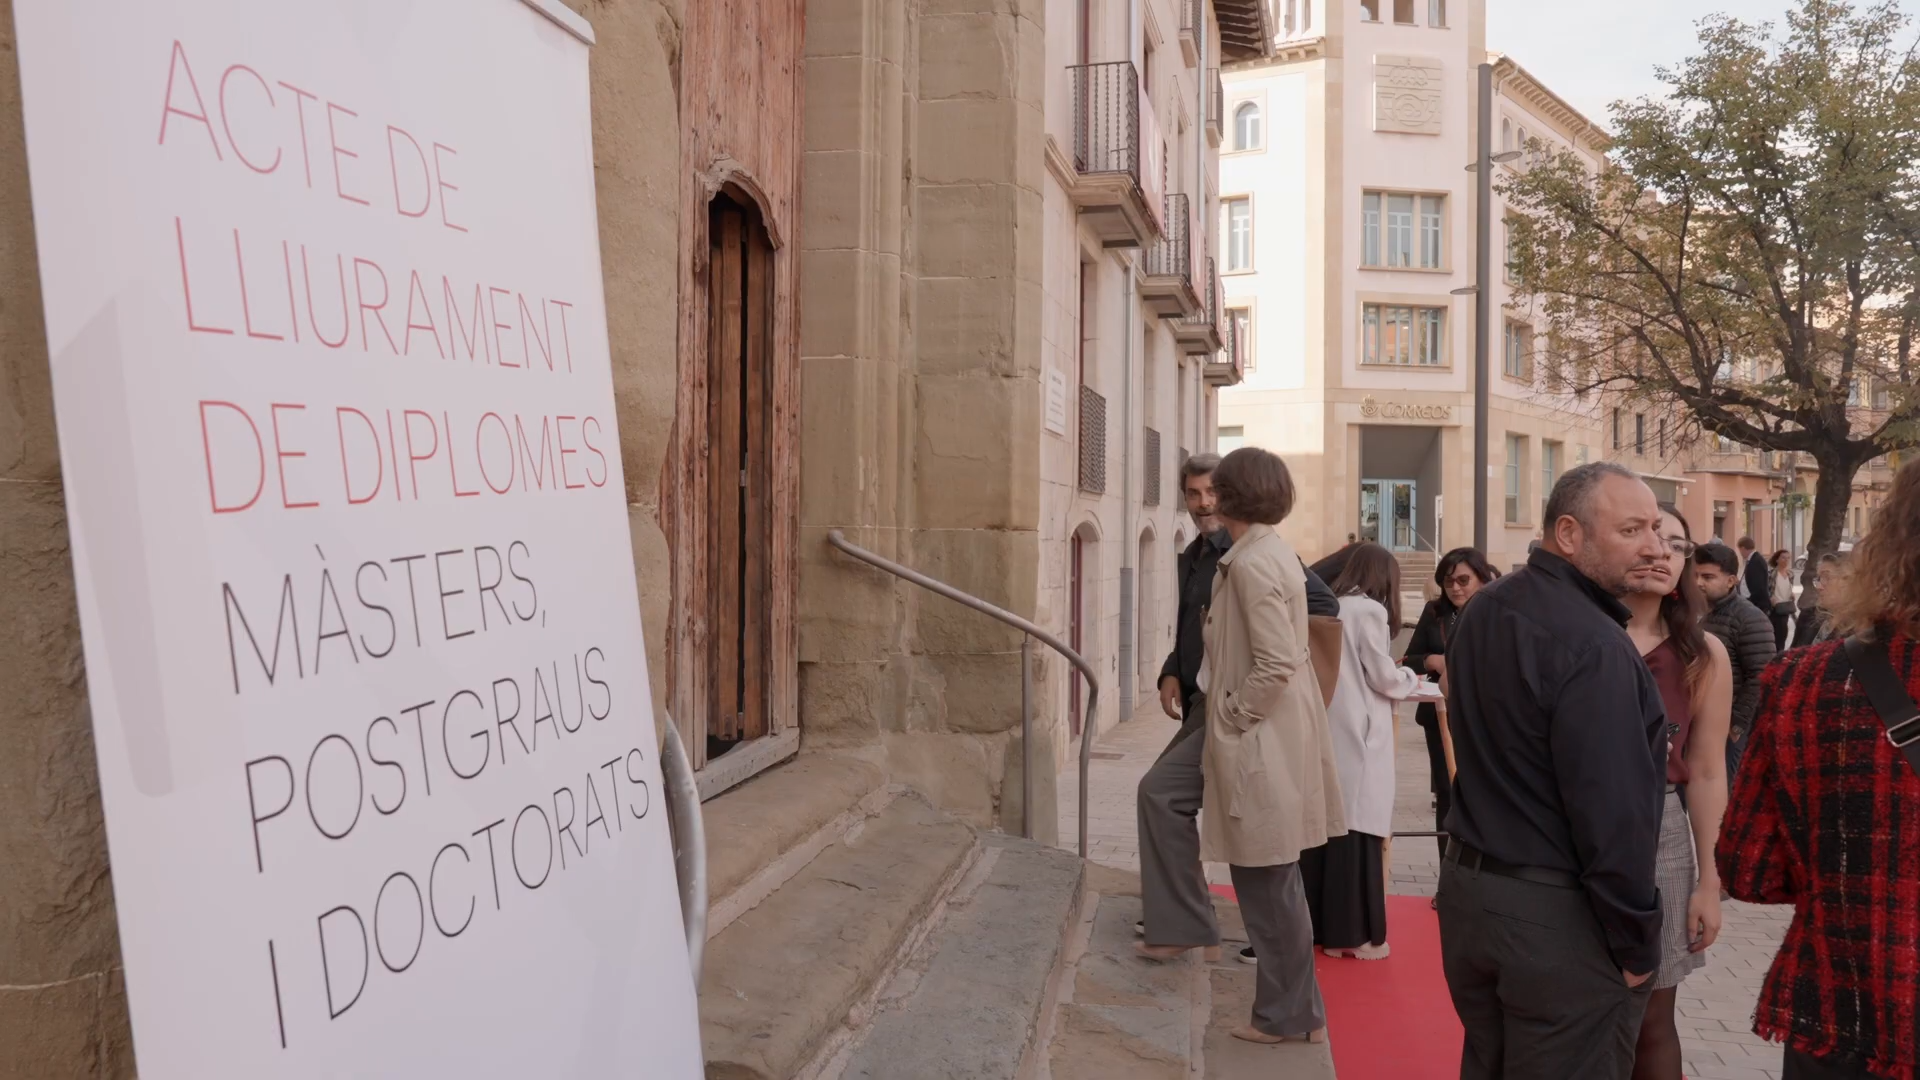 ACTE DE
LLIURAMENT
DE DIPLOMES
MÀSTERS,
POSTGRAUS
I DOCTORATS
CORREOS